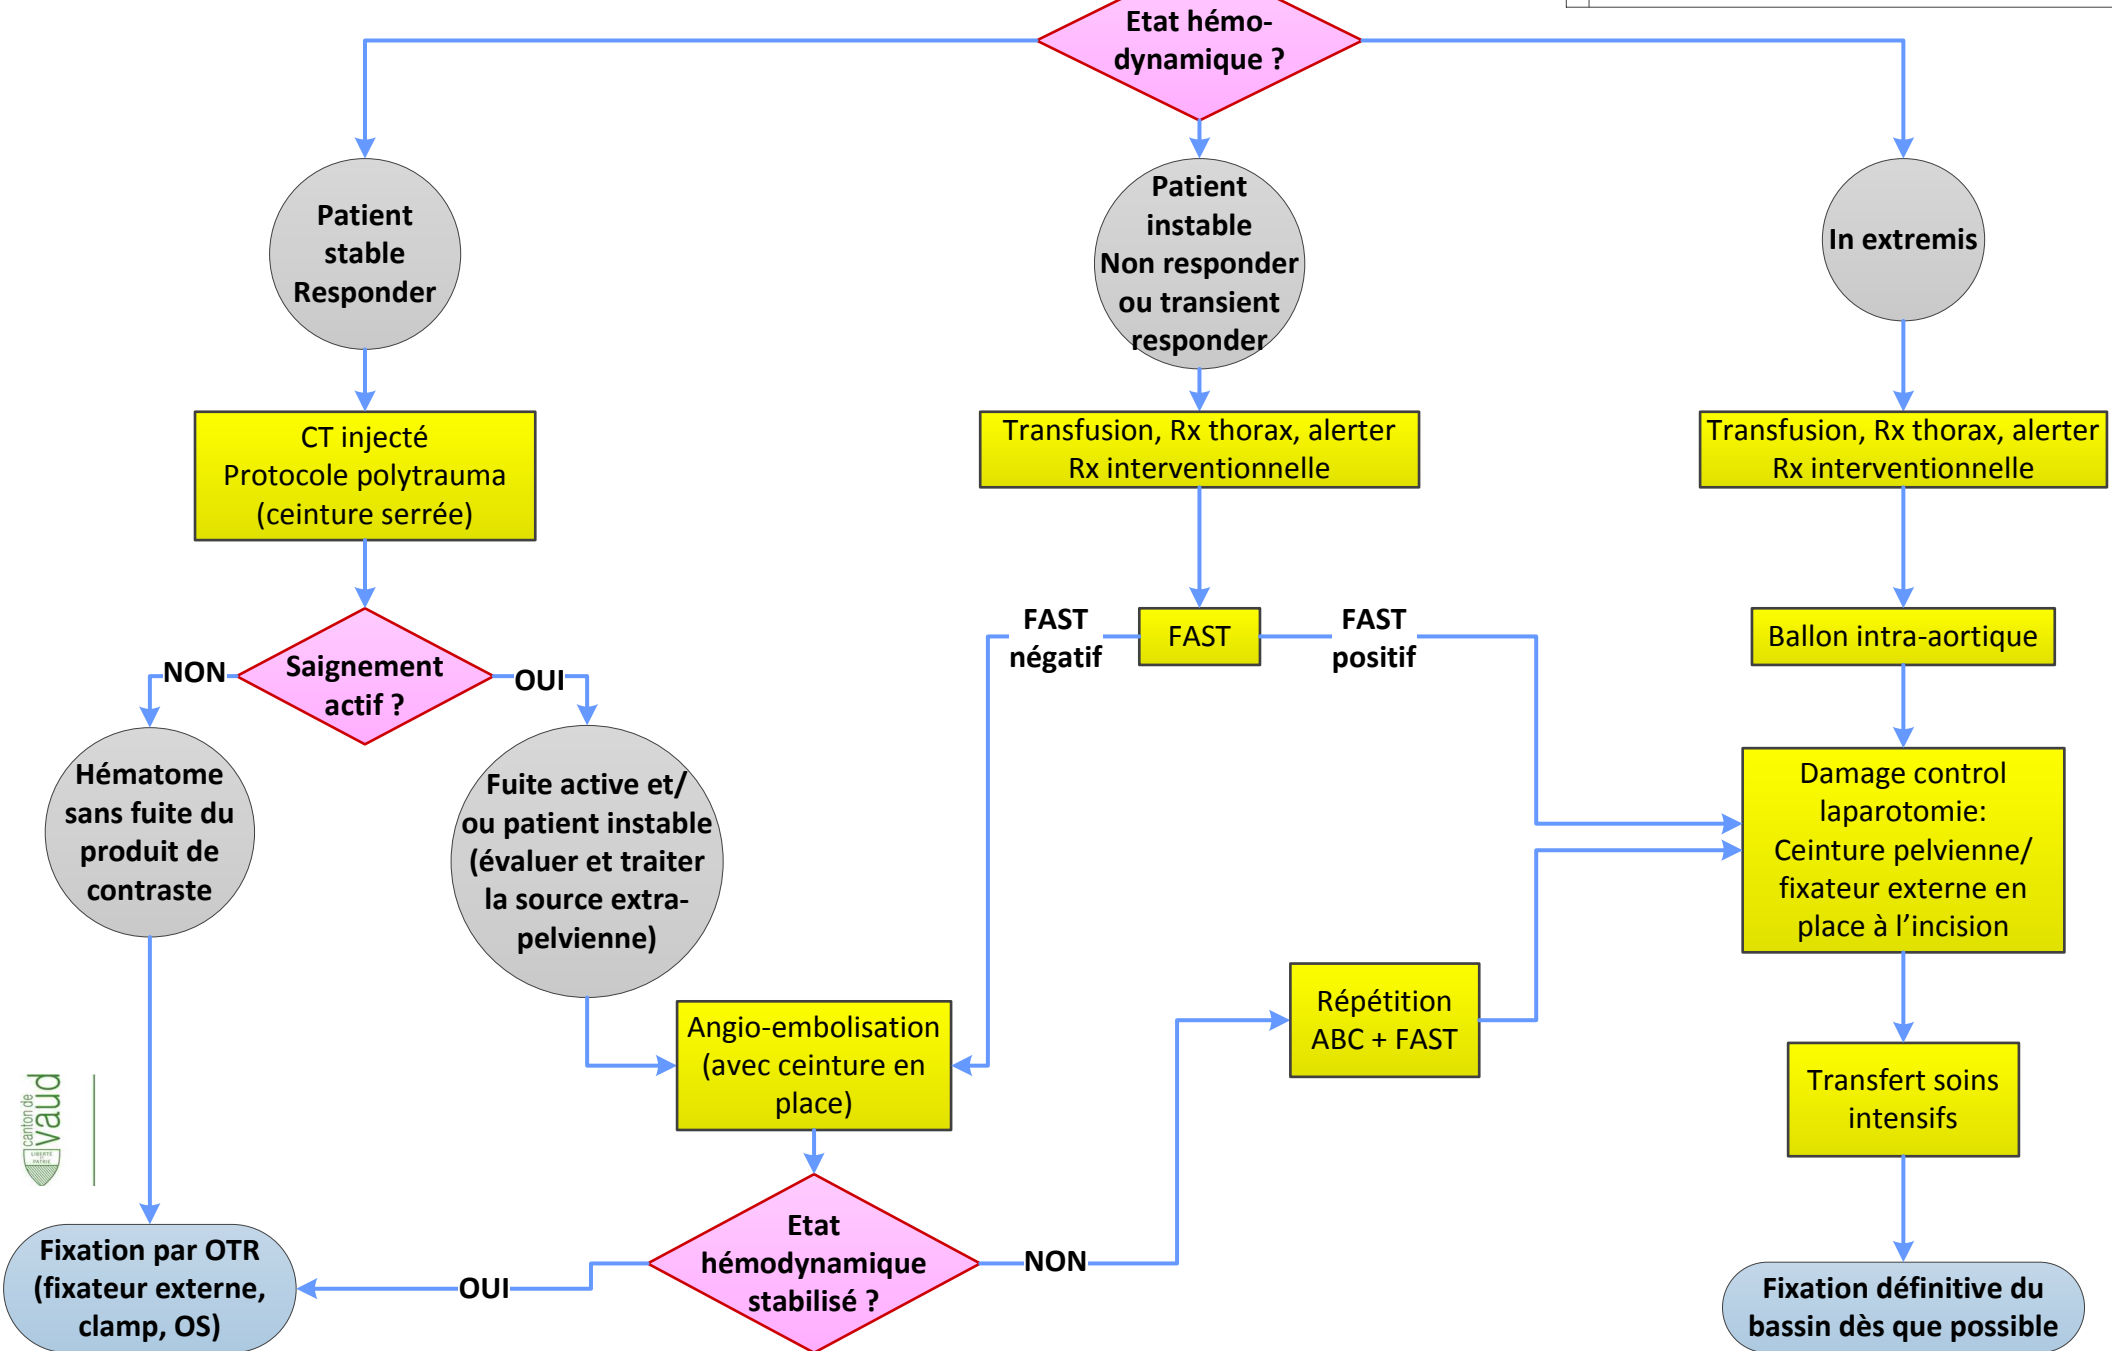 Etat hémo-
dynamique ?
Patient
stable
Responder
Patient
instable
Non responder
ou transient
responder
In extremis
CT injecté
Protocole polytrauma
(ceinture serrée)
Transfusion, Rx thorax, alerter
Rx interventionnelle
Transfusion, Rx thorax, alerter
Rx interventionnelle
FAST
négatif
FAST
FAST
positif
Ballon intra-aortique
NON
Saignement
actif ?
OUI
Hématome
sans fuite du
produit de
contraste
Fuite active et/
ou patient instable
(évaluer et traiter
la source extra-
pelvienne)
Damage control
laparotomie:
Ceinture pelvienne/
fixateur externe en
place à l'incision
Angio-embolisation
(avec ceinture en
place)
Répétition
ABC + FAST
Transfert soins
intensifs
canton de
vaud
LIBERTÉ
ET
PATRIE
Fixation par OTR
(fixateur externe,
clamp, OS)
OUI
Etat
hémodynamique
stabilisé ?
NON
Fixation définitive du
bassin dès que possible